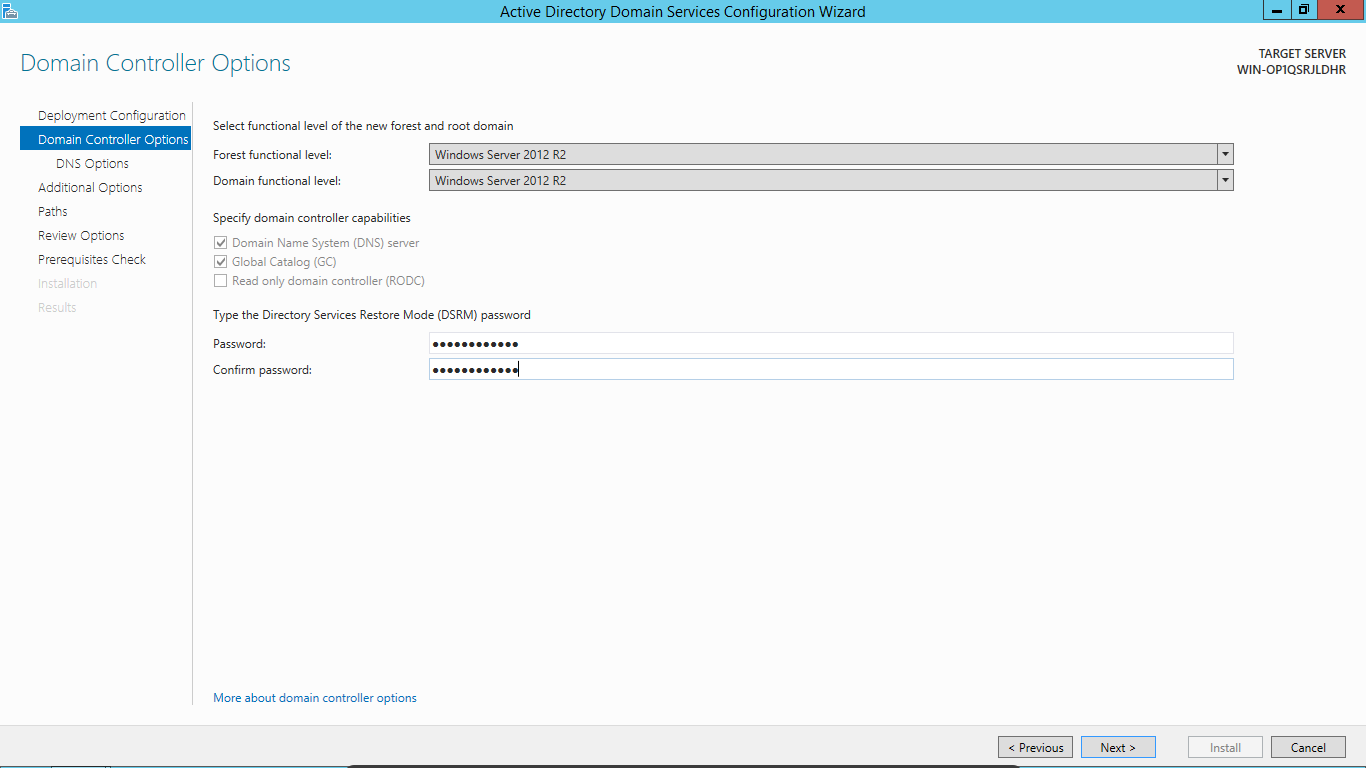 Active Directory Domain Services Configuration Wizard
Domain Controller Options
TARGET SERVER
WIN-OP1QSRJLDHR
Deployment Configuration
Domain Controller Options
DNS Options
Additional Options
Paths
Review Options
Prerequisites Check
Installation
Results
Select functional level of the new forest and root domain
Forest functional level: Windows Server 2012 R2
Domain functional level: Windows Server 2012 R2
Specify domain controller capabilities
Domain Name System (DNS) server
Global Catalog (GC)
Read only domain controller (RODC)
Type the Directory Services Restore Mode (DSRM) password
Password: ●●●●●●●●●●●●
Confirm password: ●●●●●●●●●●●●
More about domain controller options
< Previous Next > Install Cancel